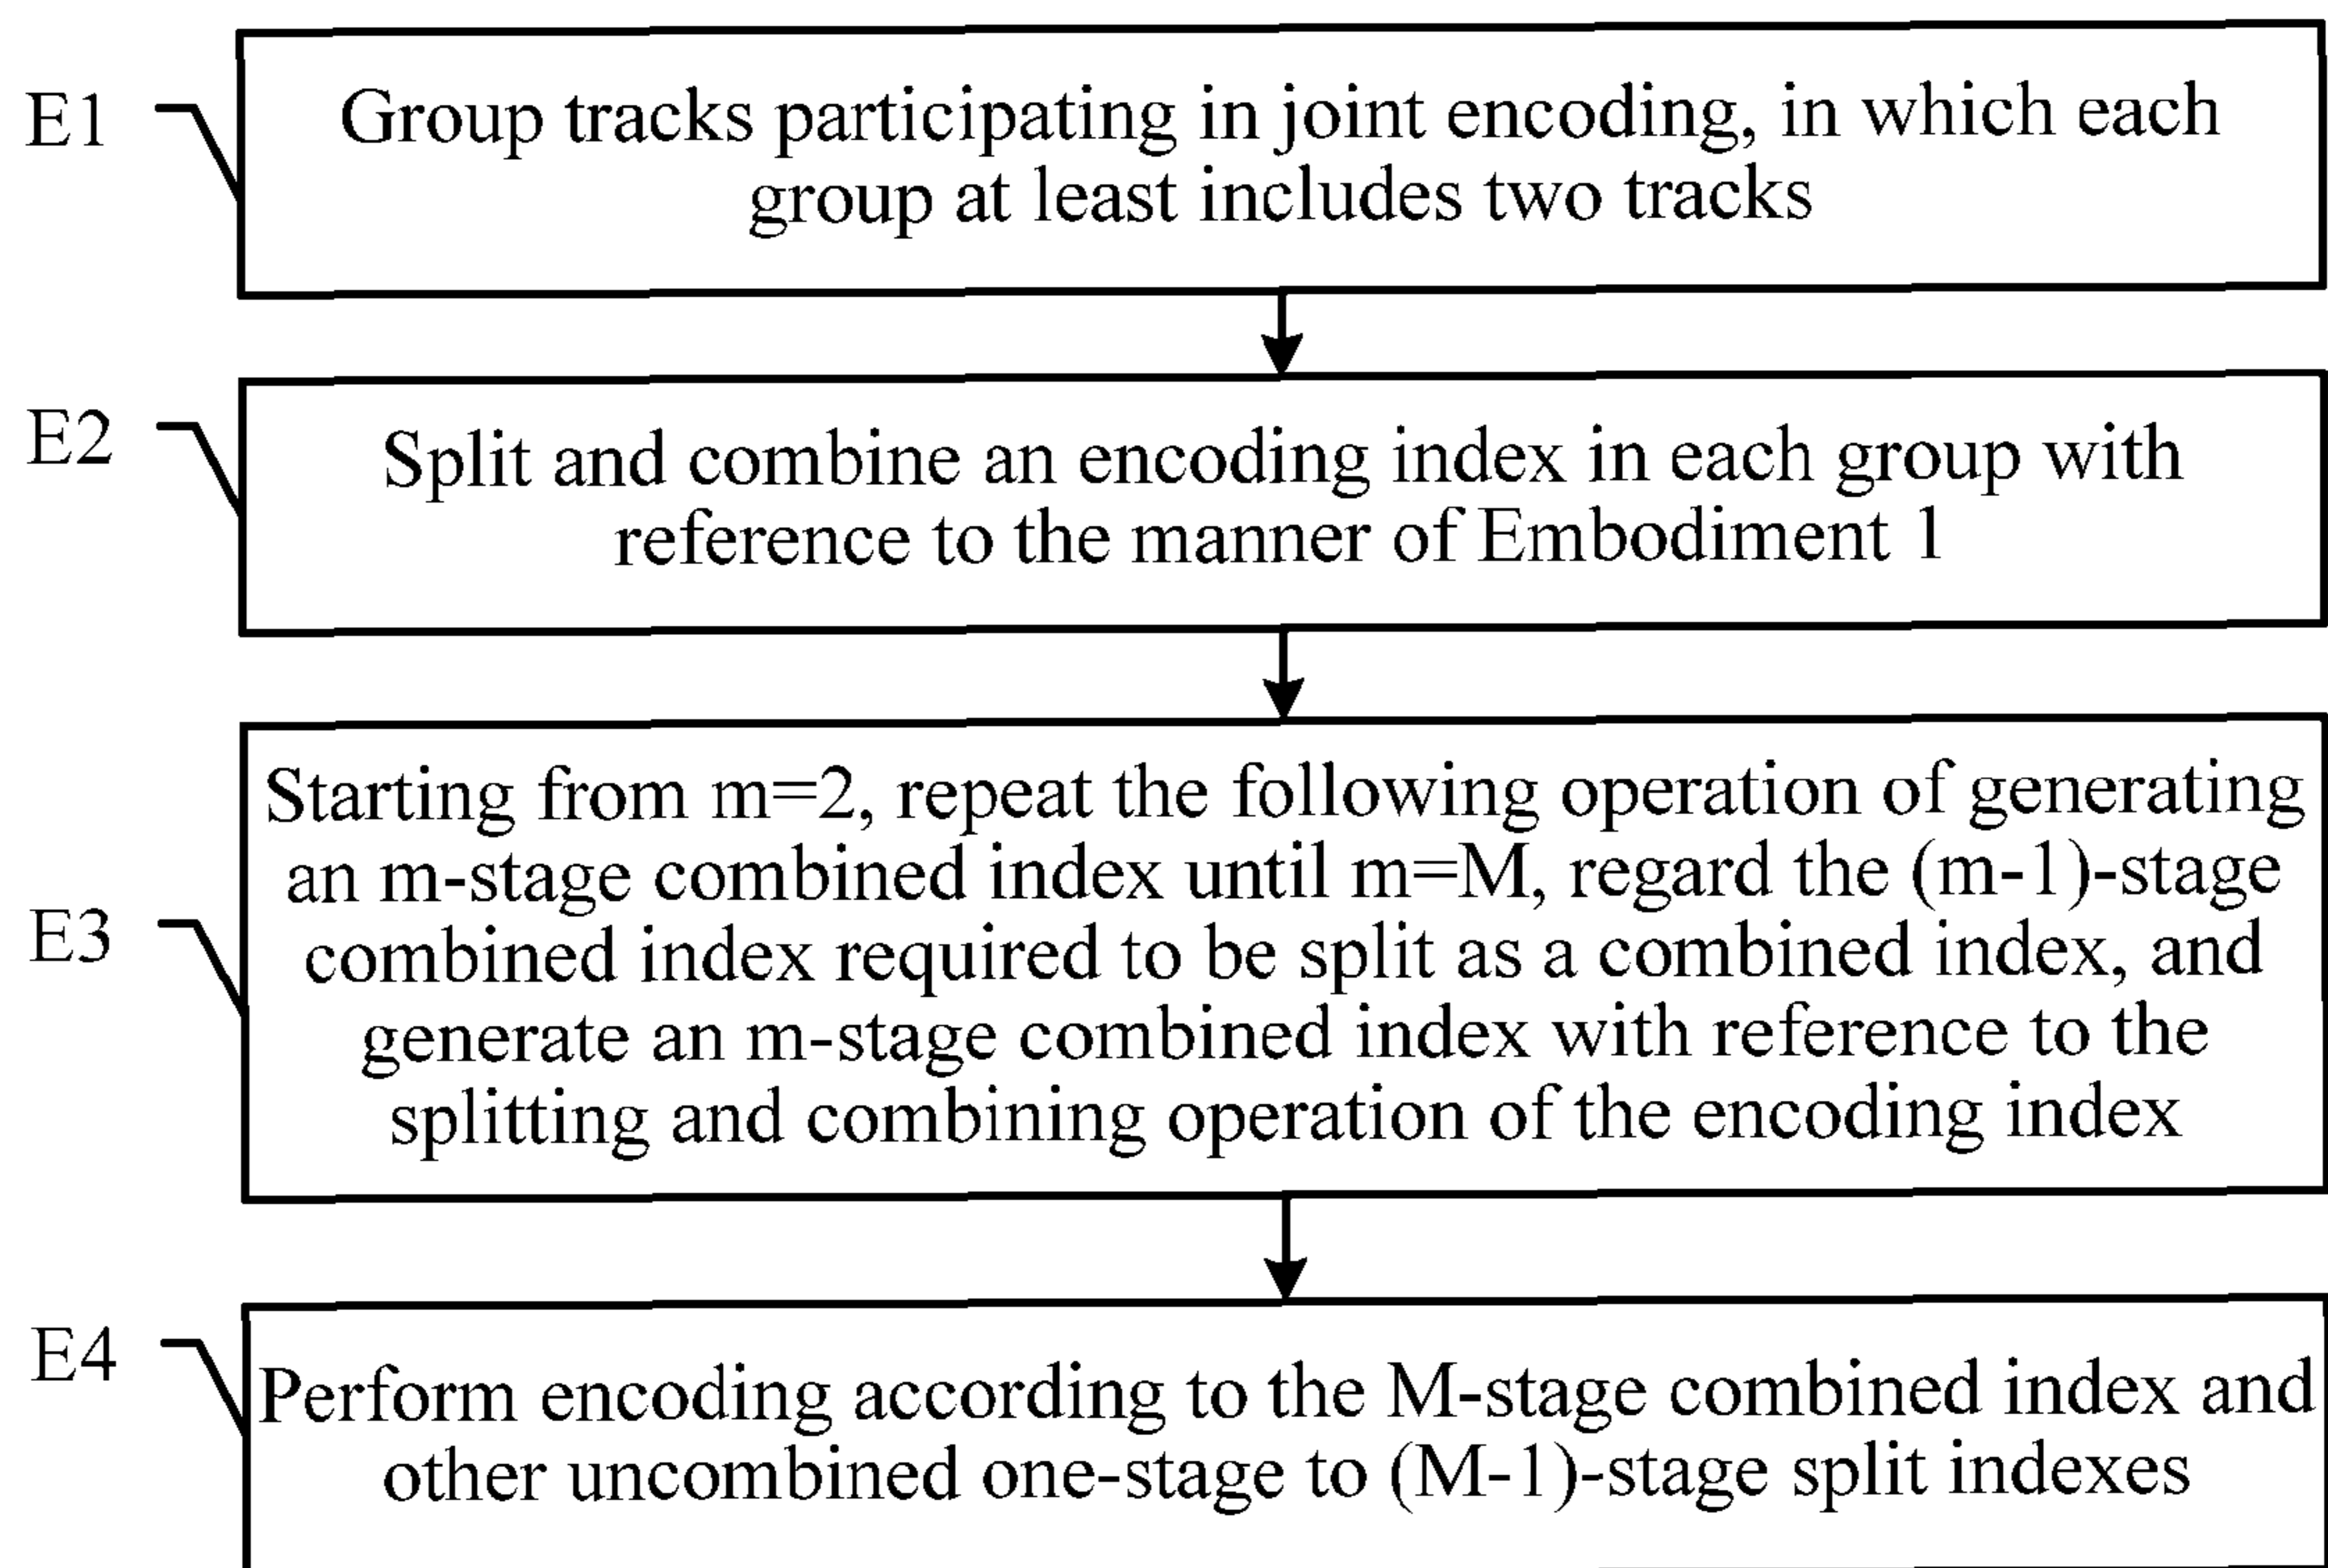 E1
Group tracks participating in joint encoding, in which each
group at least includes two tracks
E2
Split and combine an encoding index in each group with
reference to the manner of Embodiment 1
E3
Starting from m=2, repeat the following operation of generating
an m-stage combined index until m=M, regard the (m-1)-stage
combined index required to be split as a combined index, and
generate an m-stage combined index with reference to the
splitting and combining operation of the encoding index
E4
Perform encoding according to the M-stage combined index and
other uncombined one-stage to (M-1)-stage split indexes